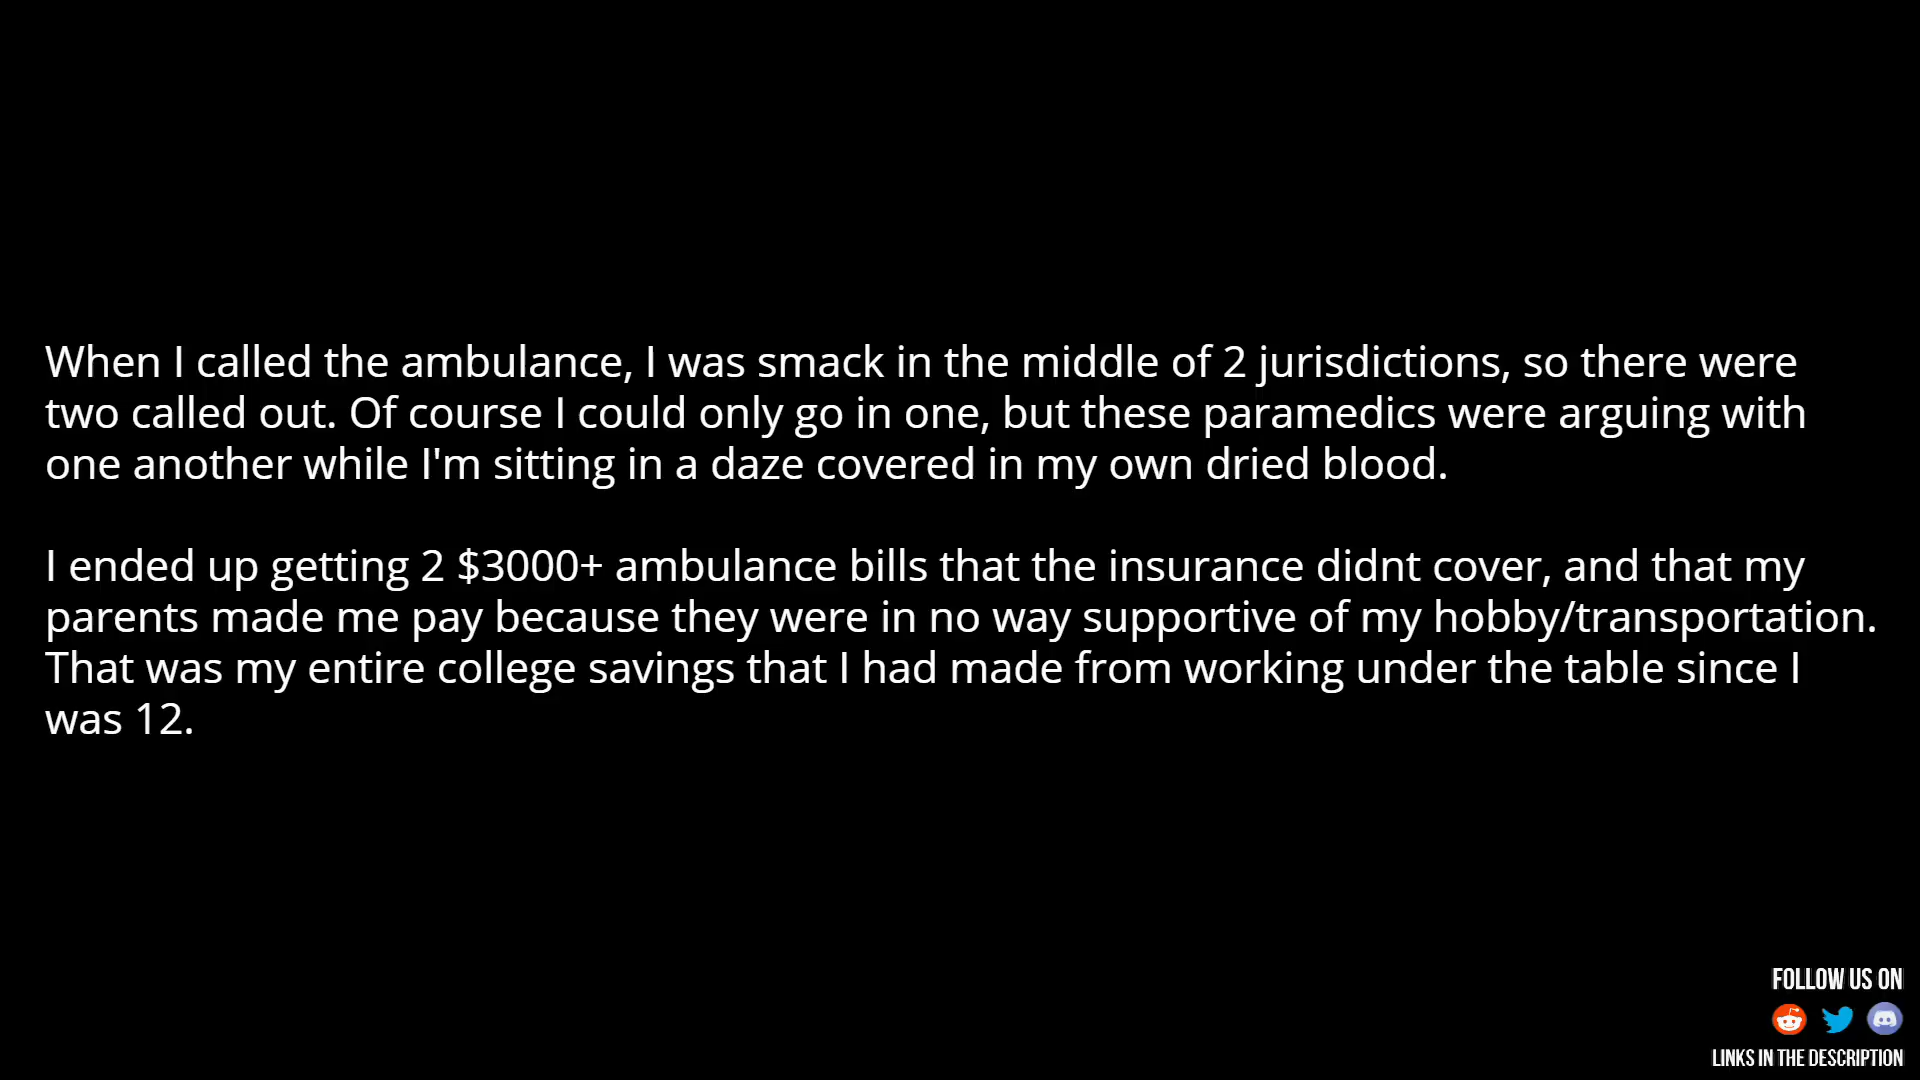 When I called the ambulance, I was smack in the middle of 2 jurisdictions, so there were
two called out. Of course I could only go in one, but these paramedics were arguing with
one another while I'm sitting in a daze covered in my own dried blood.
I ended up getting 2 $3000+ ambulance bills that the insurance didnt cover, and that my
parents made me pay because they were in no way supportive of my hobby/transportation.
That was my entire college savings that I had made from working under the table since I
was 12.
FOLLOW US ON
LINKS IN THE DESCRIPTION